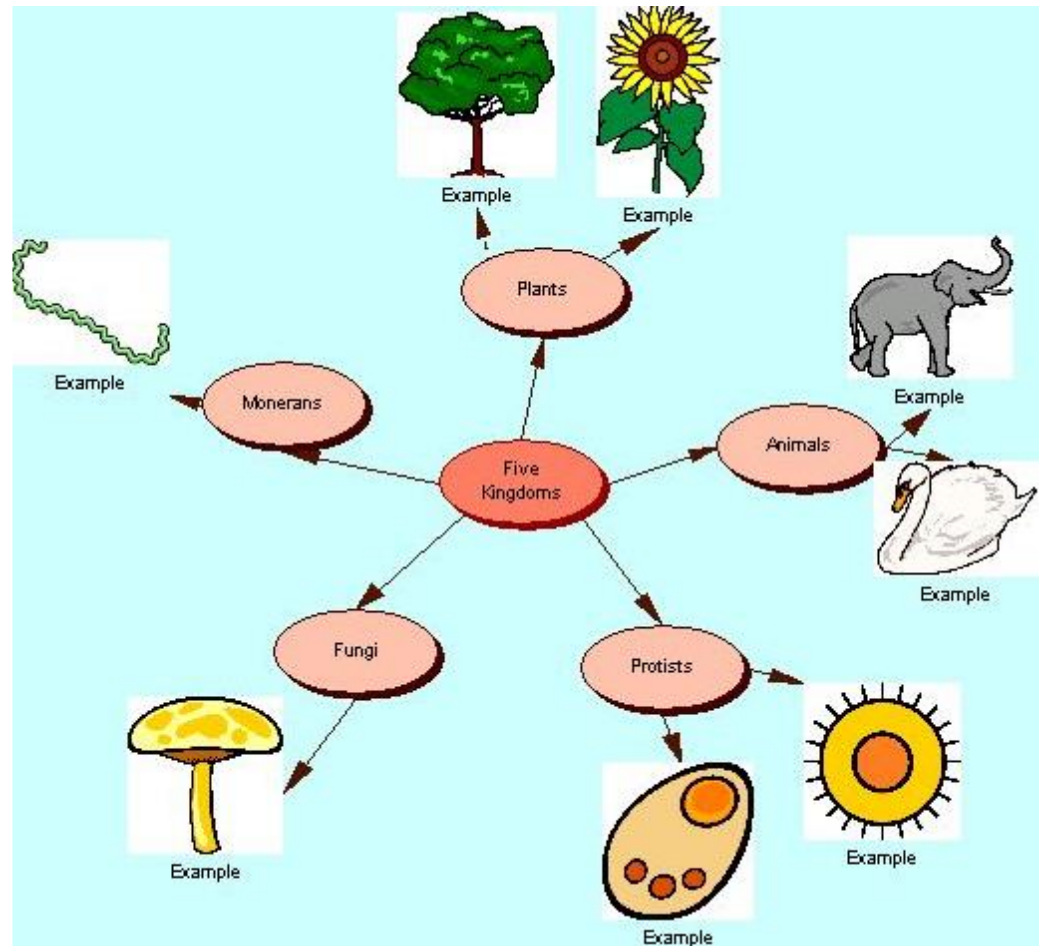 Example
Example
Plants
Example
Monerans
Example
Animals
Five
Kingdoms
Example
Fungi
Protists
Example
Example
Example